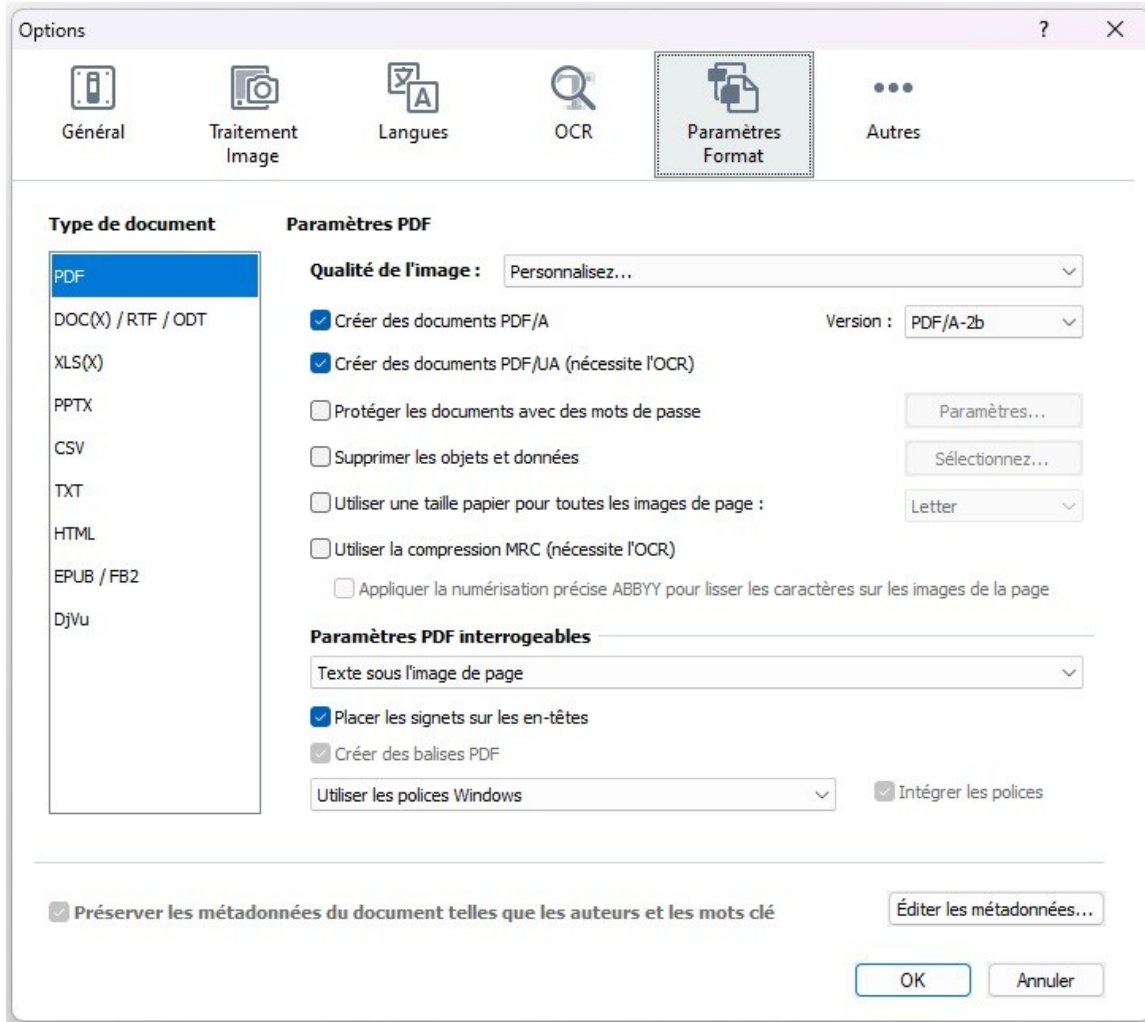 Options
?
Général
Traitement
Image
Langues
OCR
Paramètres
Format
Autres
Type de document
PDF
DOC(X) / RTF / ODT
XLS(X)
PPTX
CSV
TXT
HTML
EPUB / FB2
DjVu
Paramètres PDF
Qualité de l'image : Personnalisez...
Créer des documents PDF/A Version : PDF/A-2b
Créer des documents PDF/UA (nécessite l'OCR)
Protéger les documents avec des mots de passe Paramètres...
Supprimer les objets et données Sélectionnez...
Utiliser une taille papier pour toutes les images de page : Letter
Utiliser la compression MRC (nécessite l'OCR)
Appliquer la numérisation précise ABBYY pour lisser les caractères sur les images de la page
Paramètres PDF interrogeables
Texte sous l'image de page
Placer les signets sur les en-têtes
Créer des balises PDF
Utiliser les polices Windows Intégrer les polices
Préserver les métadonnées du document telles que les auteurs et les mots clé Éditer les métadonnées...
OK Annuler